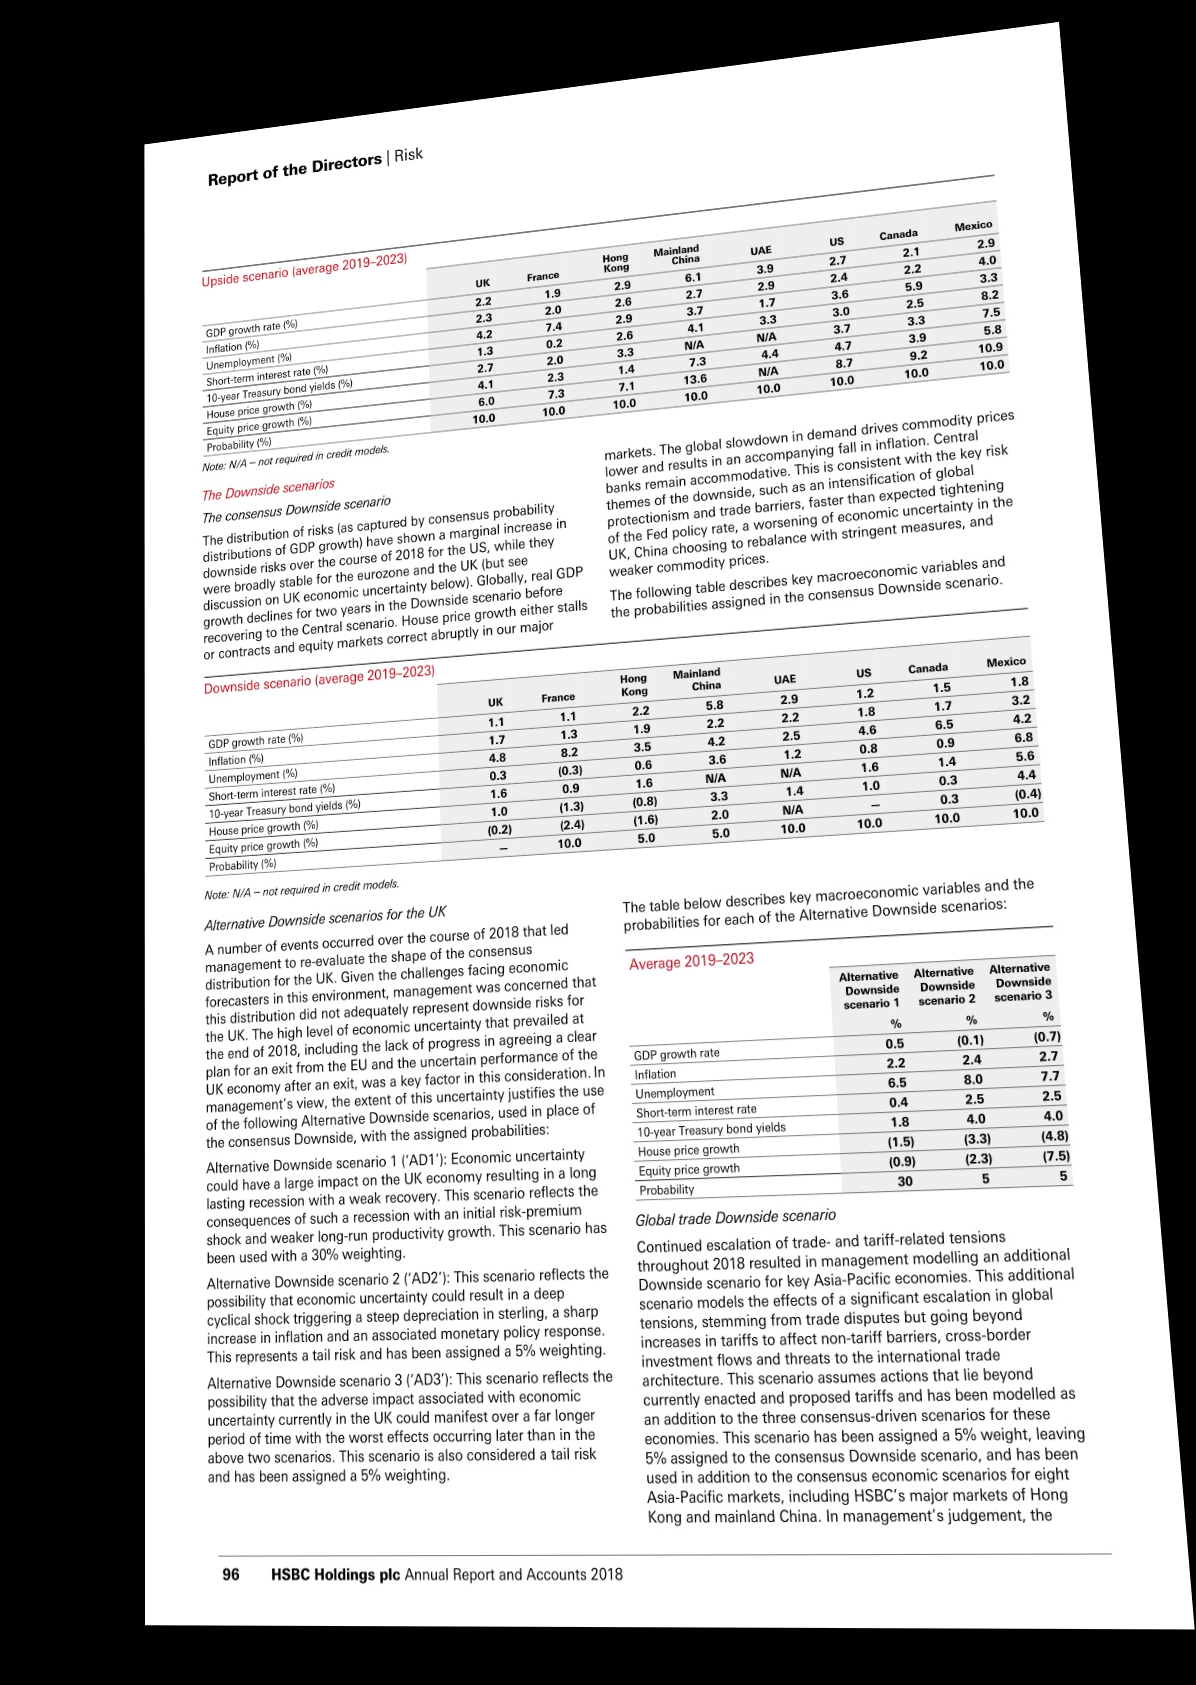 Report of the Directors | Risk
Upside scenario (average 2019–2023)
UK France Hong Kong Mainland China UAE US Canada Mexico
GDP growth rate (%) 2.2 1.9 2.9 6.1 3.9 2.7 2.1 2.9
Inflation (%) 2.3 2.0 2.6 2.7 2.9 2.4 2.2 4.0
Unemployment (%) 4.2 7.4 2.9 3.7 1.7 3.6 5.9 3.3
Short-term interest rate (%) 1.3 0.2 2.6 4.1 3.3 3.0 2.5 8.2
10-year Treasury bond yields (%) 2.7 2.0 3.3 N/A N/A 3.7 3.3 7.5
House price growth (%) 4.1 2.3 1.4 7.3 4.4 4.7 3.9 5.8
Equity price growth (%) 6.0 7.3 7.1 13.6 N/A 8.7 9.2 10.9
Probability (%) 10.0 10.0 10.0 10.0 10.0 10.0 10.0 10.0
Note: N/A – not required in credit models.
The Downside scenarios
The consensus Downside scenario
The distribution of risks (as captured by consensus probability
distributions of GDP growth) have shown a marginal increase in
downside risks over the course of 2018 for the US, while they
were broadly stable for the eurozone and the UK (but see
discussion on UK economic uncertainty below). Globally, real GDP
growth declines for two years in the Downside scenario before
recovering to the Central scenario. House price growth either stalls
or contracts and equity markets correct abruptly in our major
markets. The global slowdown in demand drives commodity prices
lower and results in an accompanying fall in inflation. Central
banks remain accommodative. This is consistent with the key risk
themes of the downside, such as an intensification of global
protectionism and trade barriers, faster than expected tightening
of the Fed policy rate, a worsening of economic uncertainty in the
UK, China choosing to rebalance with stringent measures, and
weaker commodity prices.
The following table describes key macroeconomic variables and
the probabilities assigned in the consensus Downside scenario.
Downside scenario (average 2019–2023)
UK France Hong Kong Mainland China UAE US Canada Mexico
GDP growth rate (%) 1.1 1.1 2.2 5.8 2.9 1.2 1.5 1.8
Inflation (%) 1.7 1.3 1.9 2.2 2.2 1.8 1.7 3.2
Unemployment (%) 4.8 8.2 3.5 4.2 2.5 4.6 6.5 4.2
Short-term interest rate (%) 0.3 (0.3) 0.6 3.6 1.2 0.8 0.9 6.8
10-year Treasury bond yields (%) 1.6 0.9 1.6 N/A N/A 1.6 1.4 5.6
House price growth (%) 1.0 (1.3) (0.8) 3.3 1.4 1.0 0.3 4.4
Equity price growth (%) (0.2) (2.4) (1.6) 2.0 N/A – 0.3 (0.4)
Probability (%) – 10.0 5.0 5.0 10.0 10.0 10.0 10.0
Note: N/A – not required in credit models.
Alternative Downside scenarios for the UK
A number of events occurred over the course of 2018 that led
management to re-evaluate the shape of the consensus
distribution for the UK. Given the challenges facing economic
forecasters in this environment, management was concerned that
this distribution did not adequately represent downside risks for
the UK. The high level of economic uncertainty that prevailed at
the end of 2018, including the lack of progress in agreeing a clear
plan for an exit from the EU and the uncertain performance of the
UK economy after an exit, was a key factor in this consideration. In
management's view, the extent of this uncertainty justifies the use
of the following Alternative Downside scenarios, used in place of
the consensus Downside, with the assigned probabilities:
Alternative Downside scenario 1 ('AD1'): Economic uncertainty
could have a large impact on the UK economy resulting in a long
lasting recession with a weak recovery. This scenario reflects the
consequences of such a recession with an initial risk-premium
shock and weaker long-run productivity growth. This scenario has
been used with a 30% weighting.
Alternative Downside scenario 2 ('AD2'): This scenario reflects the
possibility that economic uncertainty could result in a deep
cyclical shock triggering a steep depreciation in sterling, a sharp
increase in inflation and an associated monetary policy response.
This represents a tail risk and has been assigned a 5% weighting.
Alternative Downside scenario 3 ('AD3'): This scenario reflects the
possibility that the adverse impact associated with economic
uncertainty currently in the UK could manifest over a far longer
period of time with the worst effects occurring later than in the
above two scenarios. This scenario is also considered a tail risk
and has been assigned a 5% weighting.
The table below describes key macroeconomic variables and the
probabilities for each of the Alternative Downside scenarios:
Average 2019–2023
Alternative Downside scenario 1 Alternative Downside scenario 2 Alternative Downside scenario 3
% % %
GDP growth rate 0.5 (0.1) (0.7)
Inflation 2.2 2.4 2.7
Unemployment 6.5 8.0 7.7
Short-term interest rate 0.4 2.5 2.5
10-year Treasury bond yields 1.8 4.0 4.0
House price growth (1.5) (3.3) (4.8)
Equity price growth (0.9) (2.3) (7.5)
Probability 30 5 5
Global trade Downside scenario
Continued escalation of trade- and tariff-related tensions
throughout 2018 resulted in management modelling an additional
Downside scenario for key Asia-Pacific economies. This additional
scenario models the effects of a significant escalation in global
tensions, stemming from trade disputes but going beyond
increases in tariffs to affect non-tariff barriers, cross-border
investment flows and threats to the international trade
architecture. This scenario assumes actions that lie beyond
currently enacted and proposed tariffs and has been modelled as
an addition to the three consensus-driven scenarios for these
economies. This scenario has been assigned a 5% weight, leaving
5% assigned to the consensus Downside scenario, and has been
used in addition to the consensus economic scenarios for eight
Asia-Pacific markets, including HSBC's major markets of Hong
Kong and mainland China. In management's judgement, the
96 HSBC Holdings plc Annual Report and Accounts 2018